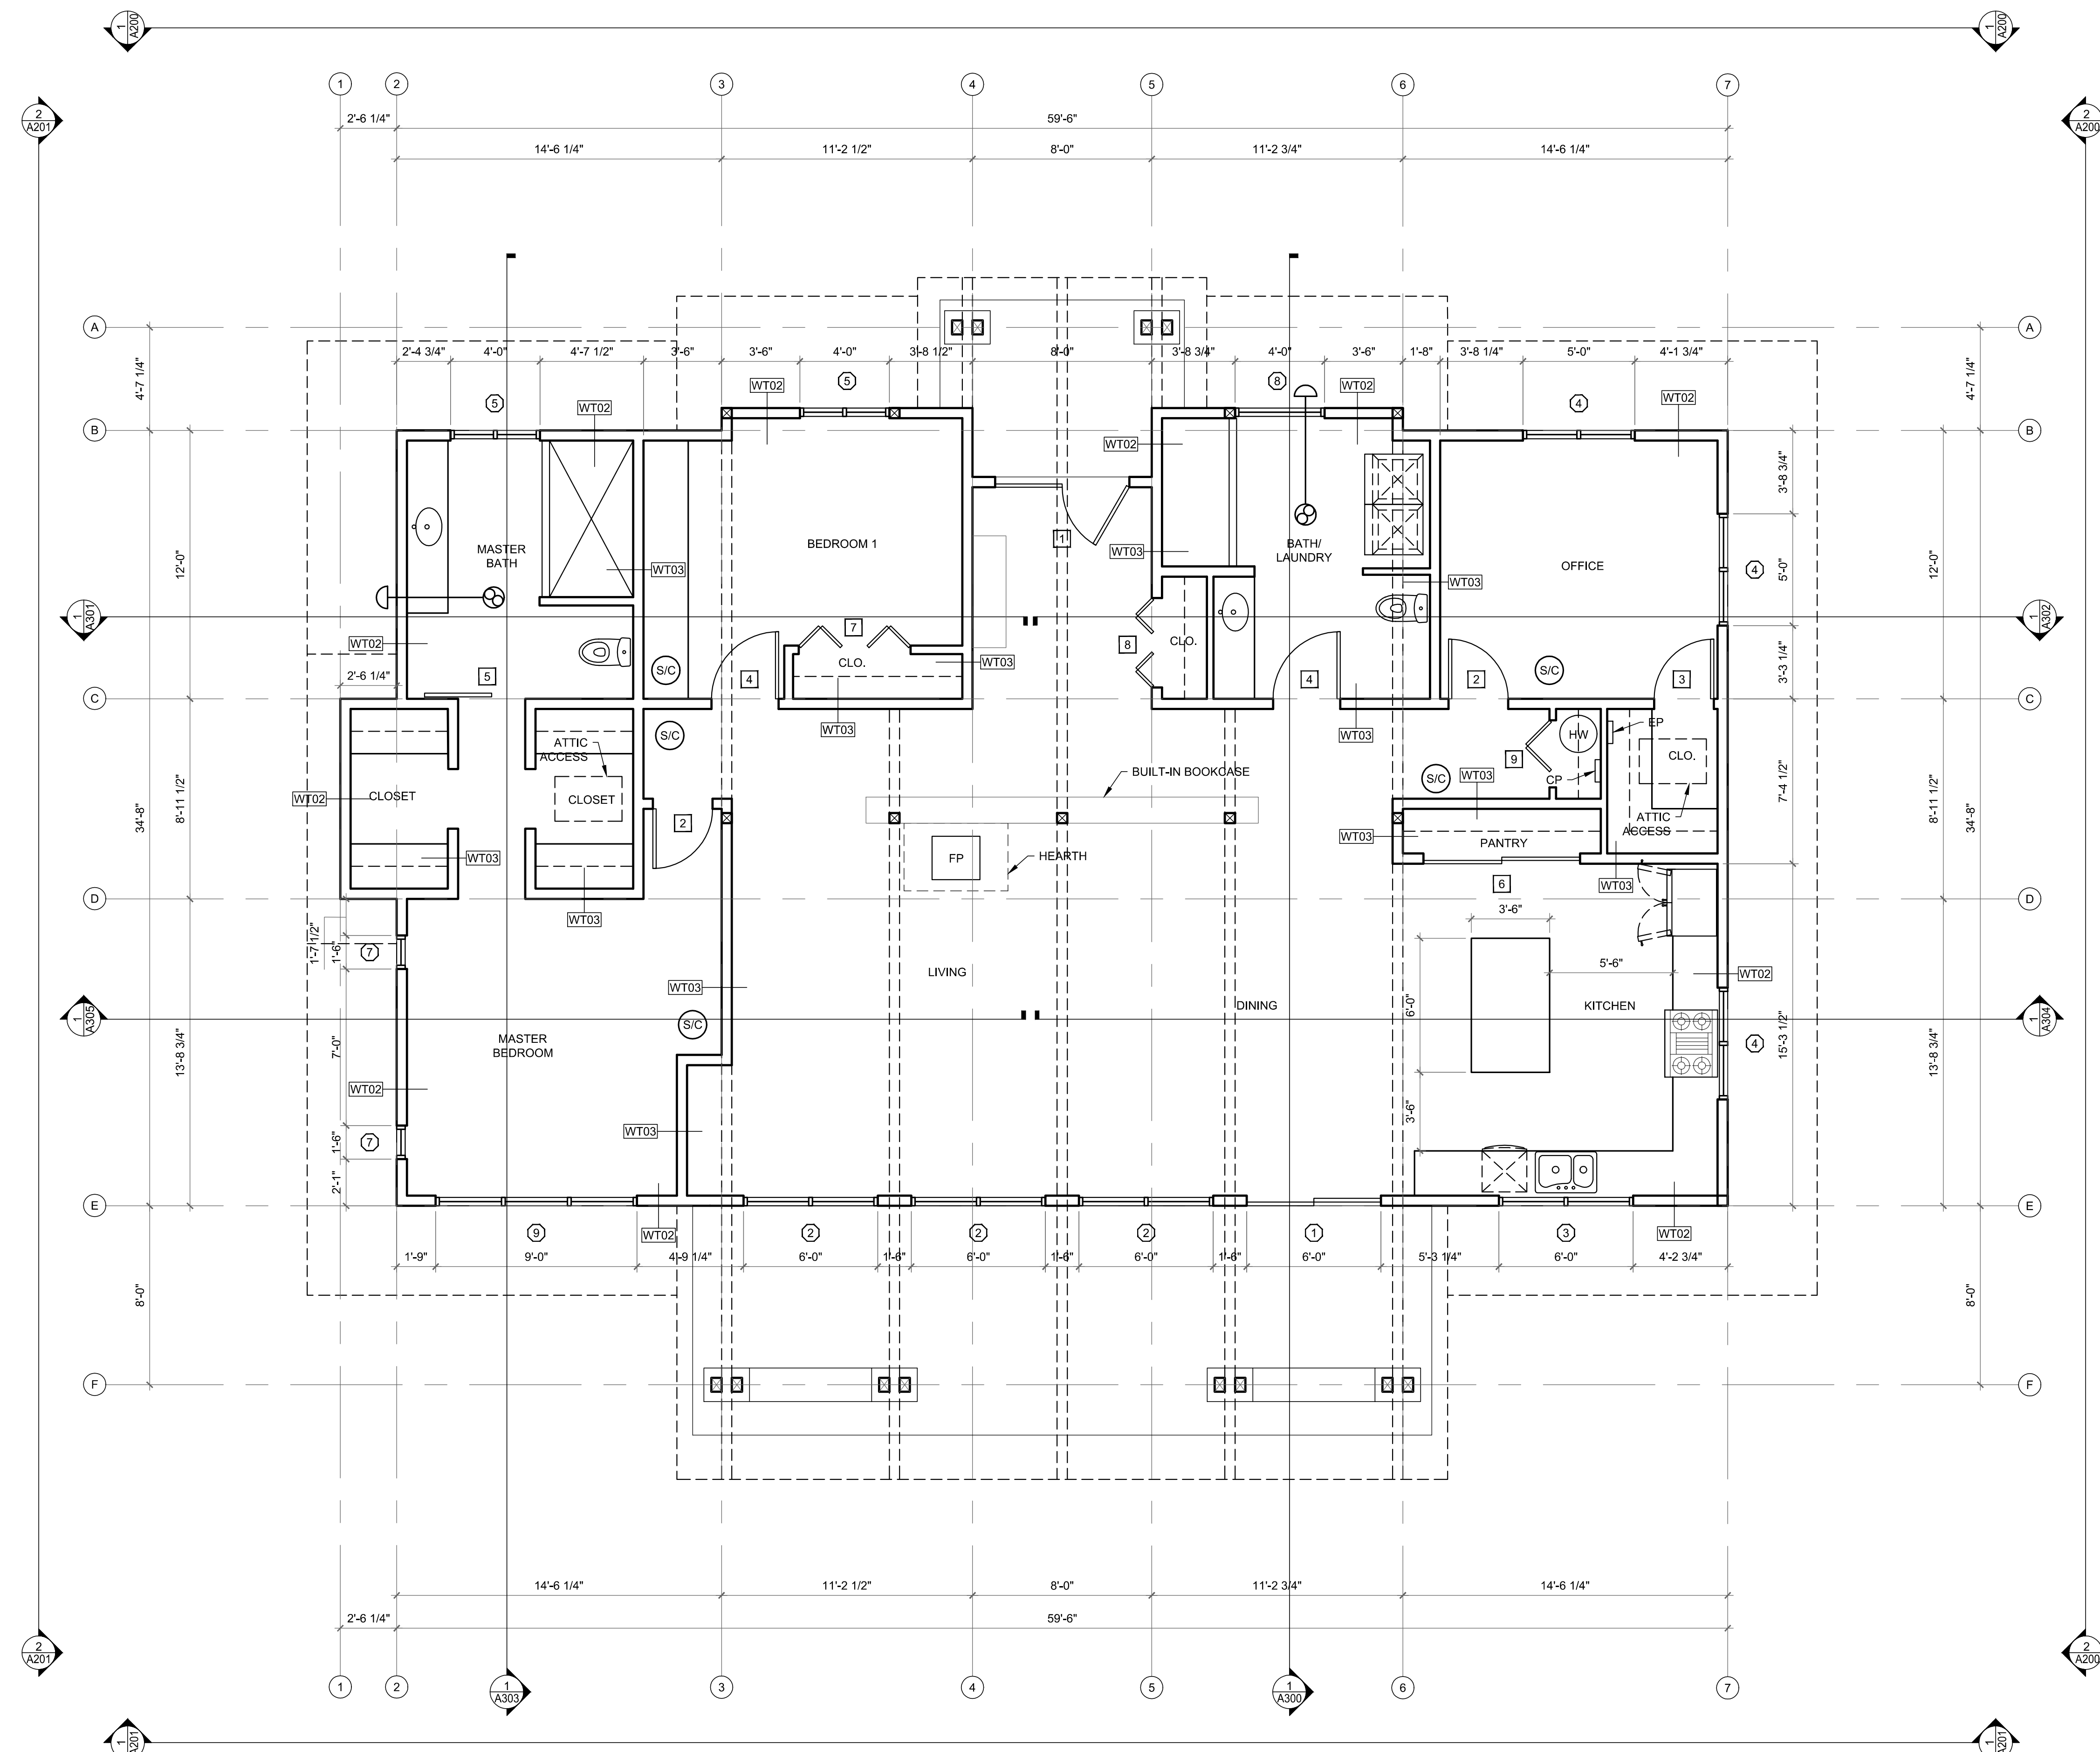 1
A200
1
A200
1
2
3
4
5
6
7
2
A201
2
A200
2'-6 1/4"
59'-6"
14'-6 1/4"
11'-2 1/2"
8'-0"
11'-2 3/4"
14'-6 1/4"
A
A
2'-4 3/4"
4'-0"
4'-7 1/2"
3'-6"
3'-6"
4'-0"
3'-8 1/2"
8'-0"
3'-8 3/4"
4'-0"
3'-6"
1'-8"
3'-8 1/4"
5'-0"
4'-1 3/4"
4'-7 1/4"
4'-7 1/4"
5
WT02
WT02
5
8
WT02
4
WT02
B
B
WT02
3'-8 3/4"
12'-0"
12'-0"
MASTER
BATH
WT03
BEDROOM 1
1
WT03
BATH/
LAUNDRY
WT03
OFFICE
4
5'-0"
1
A301
1
A302
WT02
7
8
CLO.
CLO.
WT03
2'-6 1/4"
5
S/C
4
4
2
S/C
3
3'-3 1/4"
C
C
WT03
WT03
S/C
ATTIC
ACCESS
HW
EP
CLO.
9
BUILT-IN BOOKCASE
S/C
WT03
CP
7'-4 1/2"
WT02
CLOSET
CLOSET
8'-11 1/2"
8'-11 1/2"
34'-8"
34'-8"
2
WT03
PANTRY
ATTIC
ACCESS
WT03
FP
HEARTH
6
WT03
D
D
WT03
3'-6"
1'-7 1/2"
1'-6"
7
LIVING
5'-6"
WT02
WT03
6'-0"
DINING
KITCHEN
1
A305
S/C
1
A304
MASTER
BEDROOM
7'-0"
13'-8 3/4"
4
15'-3 1/2"
13'-8 3/4"
WT02
3'-6"
WT03
7
1'-6"
2'-1"
E
E
9
WT02
2
2
2
1
3
WT02
1'-9"
9'-0"
4'-9 1/4"
6'-0"
1'-6"
6'-0"
1'-6"
6'-0"
1'-6"
6'-0"
5'-3 1/4"
6'-0"
4'-2 3/4"
8'-0"
8'-0"
F
F
14'-6 1/4"
11'-2 1/2"
8'-0"
11'-2 3/4"
14'-6 1/4"
2'-6 1/4"
59'-6"
2
A201
2
A200
1
2
1
A303
3
4
5
1
A300
6
7
1
A201
1
A201